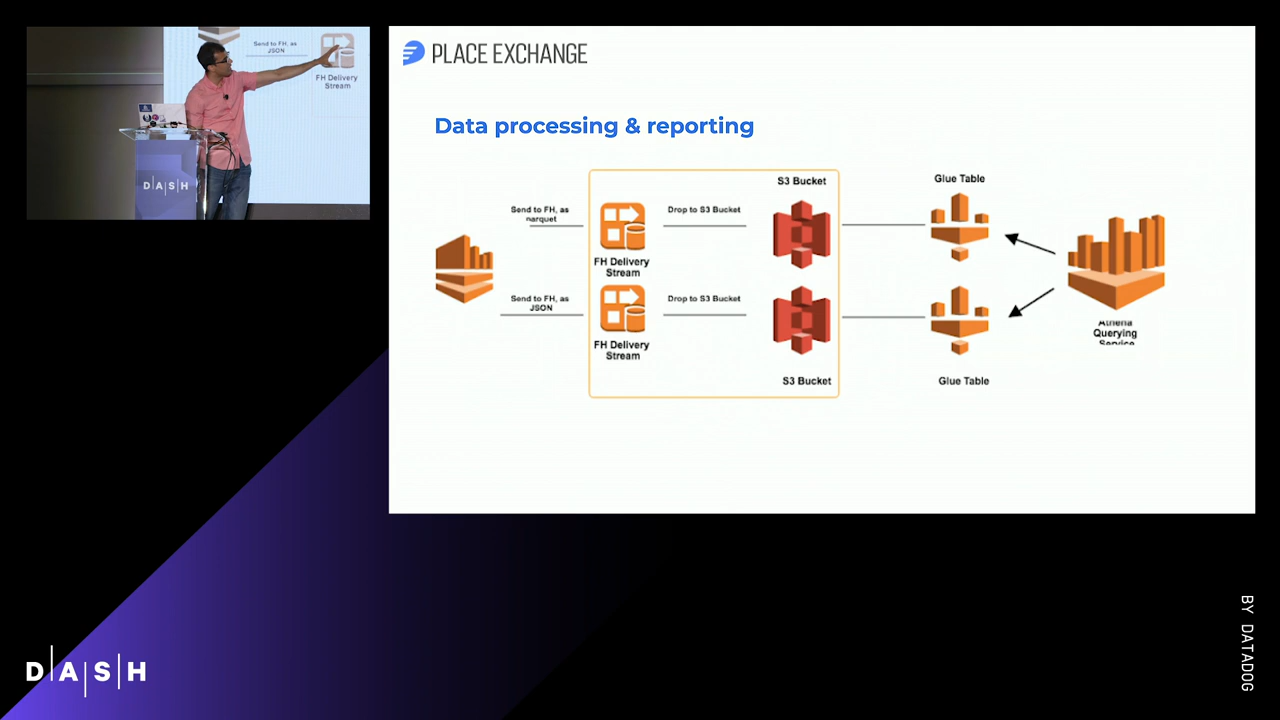 Send to FH, as
JSON
FH Delivery
Stream
D A S H
PLACE EXCHANGE
Data processing & reporting
S3 Bucket
Glue Table
Send to FH, as
parquet
Drop to S3 Bucket
FH Delivery
Stream
Send to FH, as
JSON
Drop to S3 Bucket
FH Delivery
Stream
Athena
Querying
Service
S3 Bucket
Glue Table
DASH
BY DATADOG